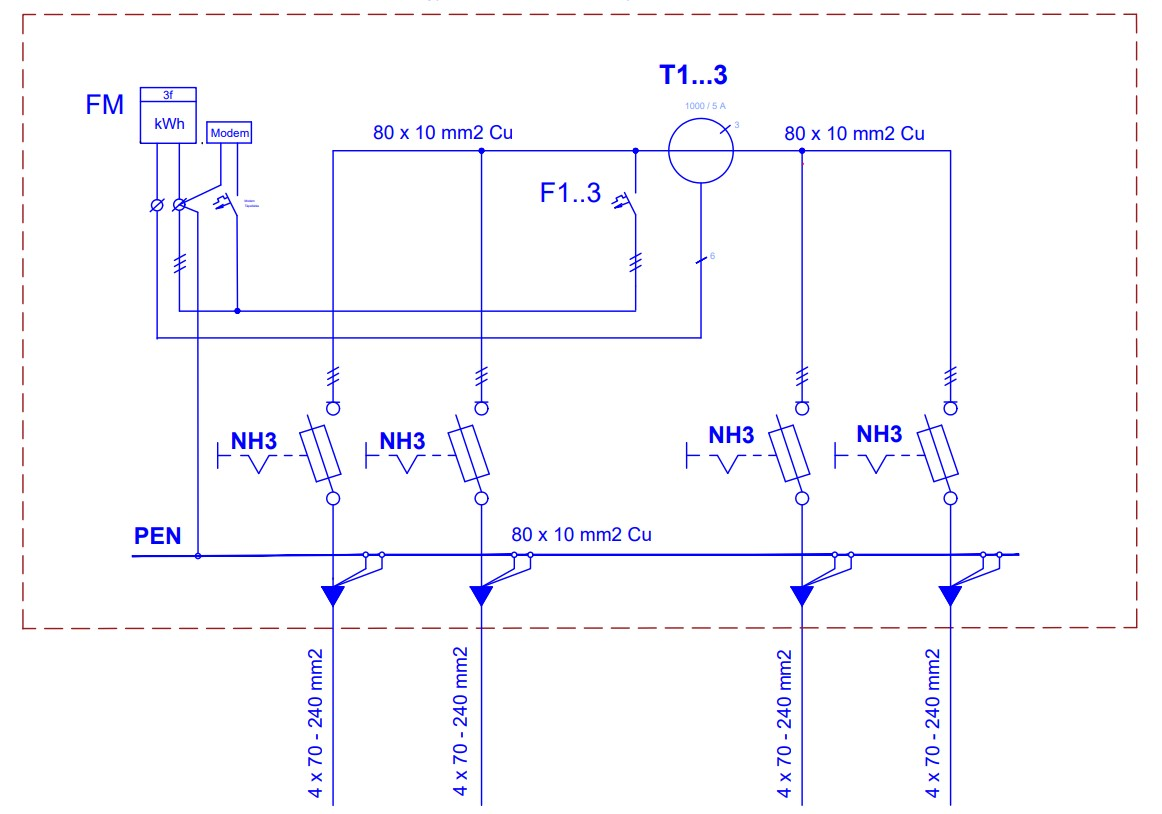 T1...3
FM
3f
kWh
Modem
1000 / 5 A
3
80 x 10 mm2 Cu
80 x 10 mm2 Cu
F1..3
6
NH3
NH3
NH3
NH3
PEN
80 x 10 mm2 Cu
4 x 70 - 240 mm2
4 x 70 - 240 mm2
4 x 70 - 240 mm2
4 x 70 - 240 mm2